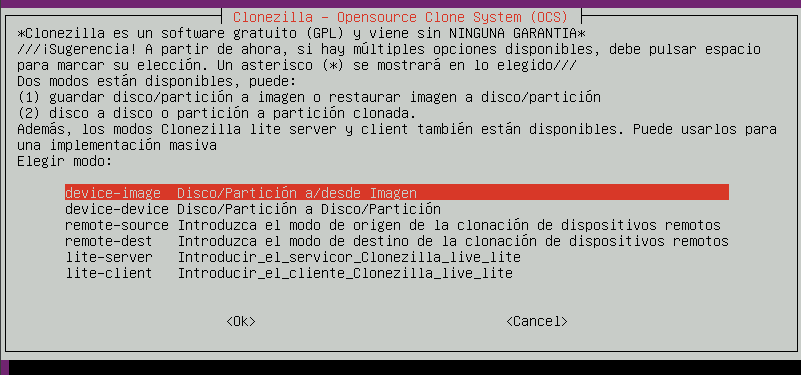 Clonezilla - Opensource Clone System (OCS)
*Clonezilla es un software gratuito (GPL) y viene sin NINGUNA GARANTIA*
///¡Sugerencia! A partir de ahora, si hay múltiples opciones disponibles, debe pulsar espacio
para marcar su elección. Un asterisco (*) se mostrará en lo elegido///
Dos modos están disponibles, puede:
(1) guardar disco/partición a imagen o restaurar imagen a disco/partición
(2) disco a disco o partición a partición clonada.
Además, los modos Clonezilla lite server y client también están disponibles. Puede usarlos para
una implementación masiva
Elegir modo:
device-image Disco/Partición a/desde Imagen
device-device Disco/Partición a Disco/Partición
remote-source Introduzca el modo de origen de la clonación de dispositivos remotos
remote-dest Introduzca el modo de destino de la clonación de dispositivos remotos
lite-server Introducir_el_servicor_Clonezilla_live_lite
lite-client Introducir_el_cliente_Clonezilla_live_lite
<Ok> <Cancel>